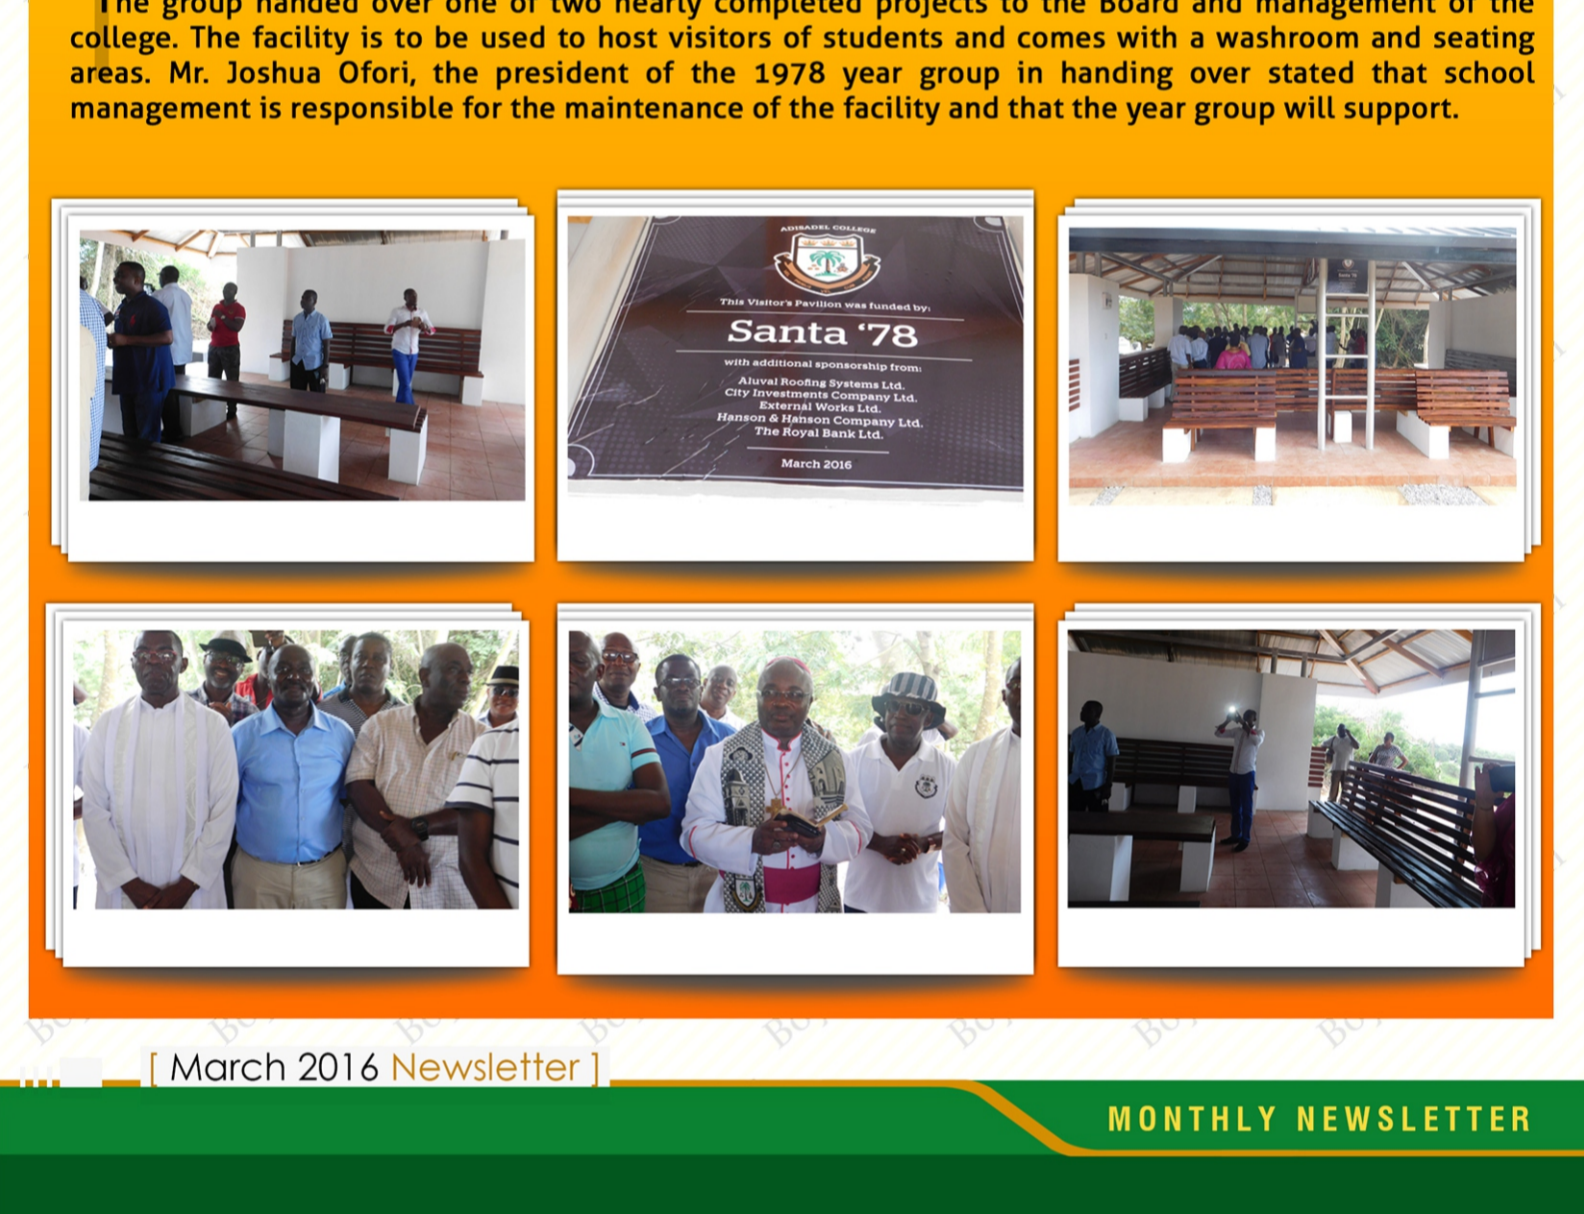 The group handed over one of two nearly completed projects to the Board and management of the
college. The facility is to be used to host visitors of students and comes with a washroom and seating
areas. Mr. Joshua Ofori, the president of the 1978 year group in handing over stated that school
management is responsible for the maintenance of the facility and that the year group will support.
ADISADEL COLLEGE
This Visitor's Pavilion was funded by:
Santa ‘78
with additional sponsorship from:
Aluval Roofing Systems Ltd.
City Investments Company Ltd.
External Works Ltd.
Hanson & Hanson Company Ltd.
The Royal Bank Ltd.
March 2016
Santa '78
[ March 2016 Newsletter ]
MONTHLY NEWSLETTER